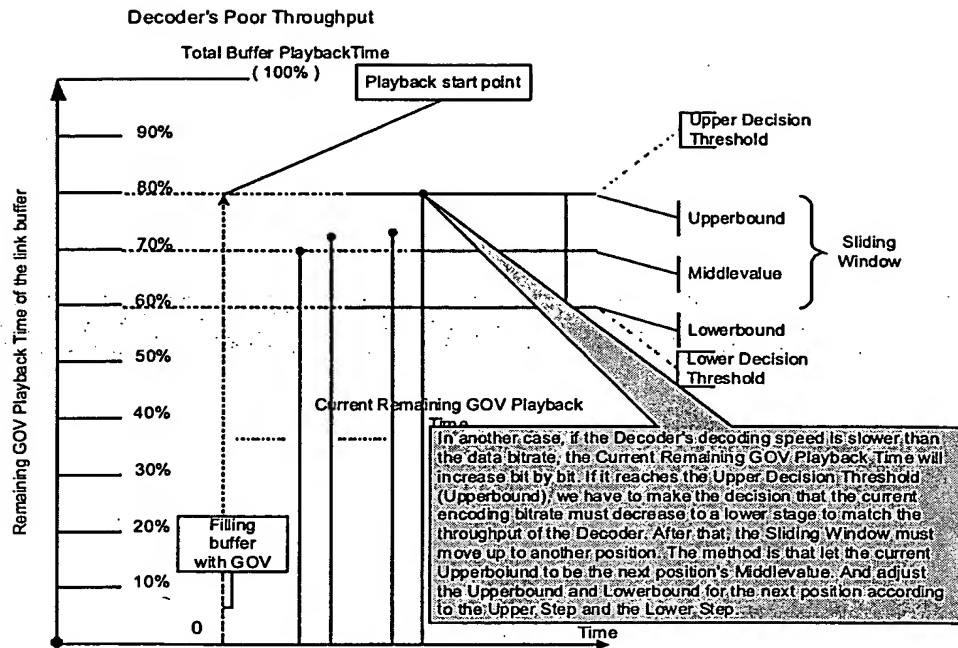 Decoder's Poor Throughput
Total Buffer PlaybackTime
( 100% )
Playback start point
Upper Decision
Threshold
90%
80%
Upperbound
70%
Sliding
Window
Middlevalue
60%
Lowerbound
50%
Lower Decision
Threshold
40%
Current Remaining GOV Playback
Time
30%
20%
10%
0
Remaining GOV Playback Time of the link buffer
Filling
buffer
with GOV
In another case, if the Decoder's decoding speed is slower than
the data bitrate, the Current Remaining GOV Playback Time will
increase bit by bit. If it reaches the Upper Decision Threshold
(Upperbound), we have to make the decision that the current
encoding bitrate must decrease to a lower stage to match the
throughput of the Decoder. After that, the Sliding Window must
move up to another position. The method is that let the current
Upperbolund to be the next position's Middlevalue. And adjust
the Upperbound and Lowerbound for the next position according
to the Upper Step and the Lower Step.
Time